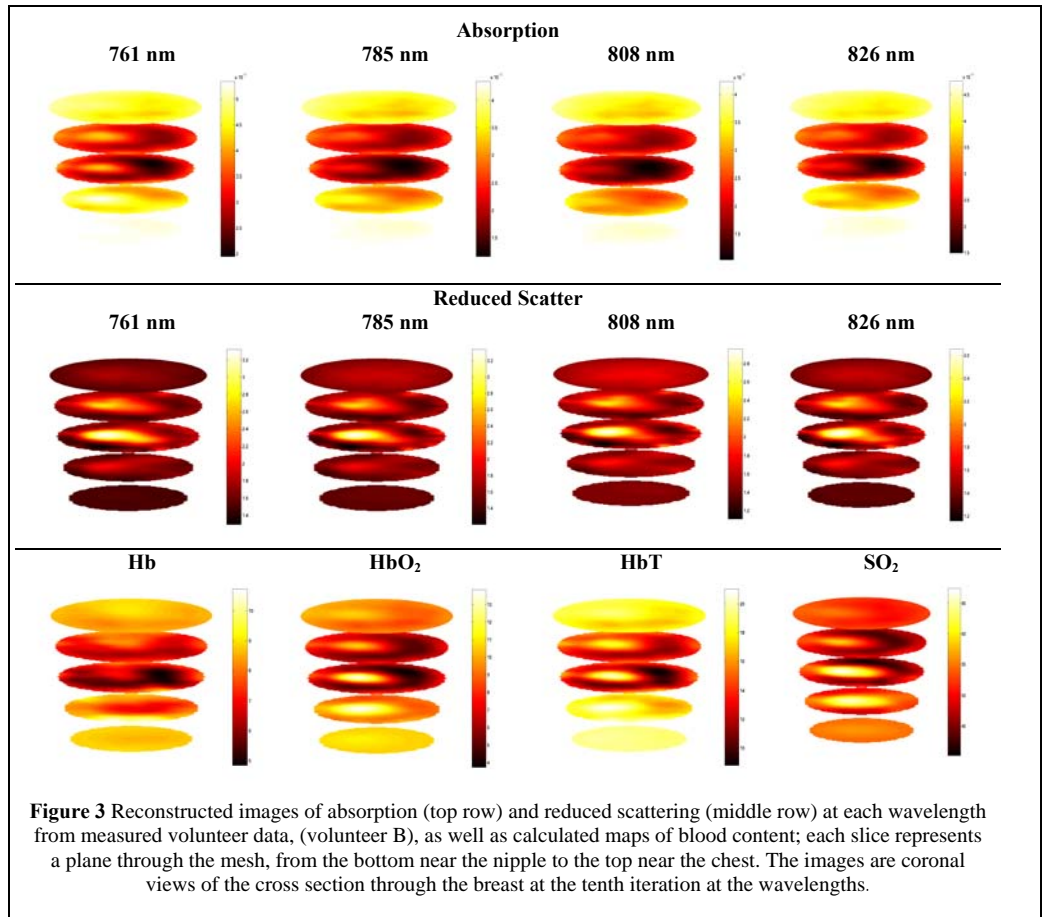 Absorption
761 nm 785 nm 808 nm 826 nm
Reduced Scatter
761 nm 785 nm 808 nm 826 nm
Hb HbO₂ HbT SO₂
Figure 3 Reconstructed images of absorption (top row) and reduced scattering (middle row) at each wavelength
from measured volunteer data, (volunteer B), as well as calculated maps of blood content; each slice represents
a plane through the mesh, from the bottom near the nipple to the top near the chest. The images are coronal
views of the cross section through the breast at the tenth iteration at the wavelengths.